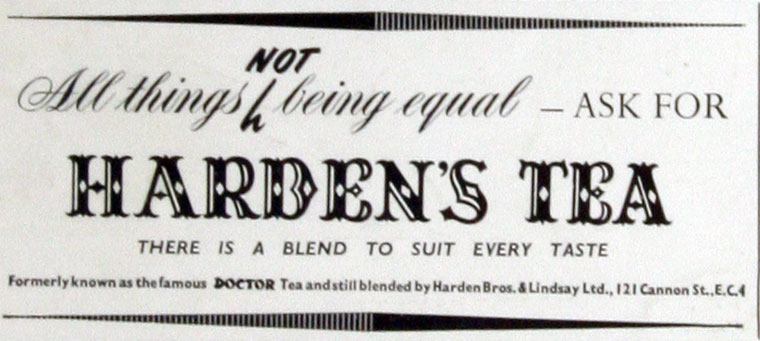 NOT
All things being equal – ASK FOR
HARDEN'S TEA
THERE IS A BLEND TO SUIT EVERY TASTE
Formerly known as the famous DOCTOR Tea and still blended by Harden Bros. & Lindsay Ltd., 121 Cannon St., E.C.4